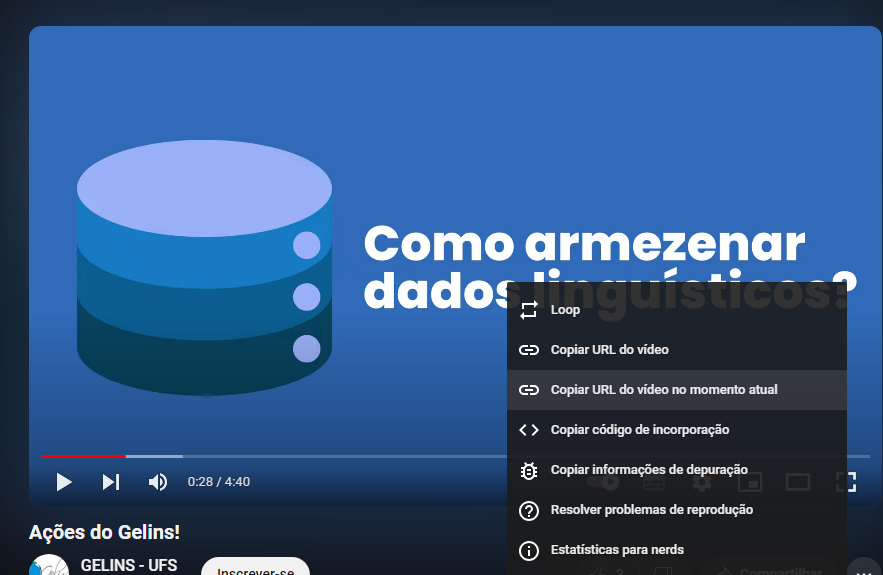 Como armezenar
dados linguísticos?
Loop
Copiar URL do vídeo
Copiar URL do vídeo no momento atual
Copiar código de incorporação
Copiar informações de depuração
Resolver problemas de reprodução
Estatísticas para nerds
0:28 / 4:40
Ações do Gelins!
GELINS - UFS
Inscrever-se
2
Compartilhar